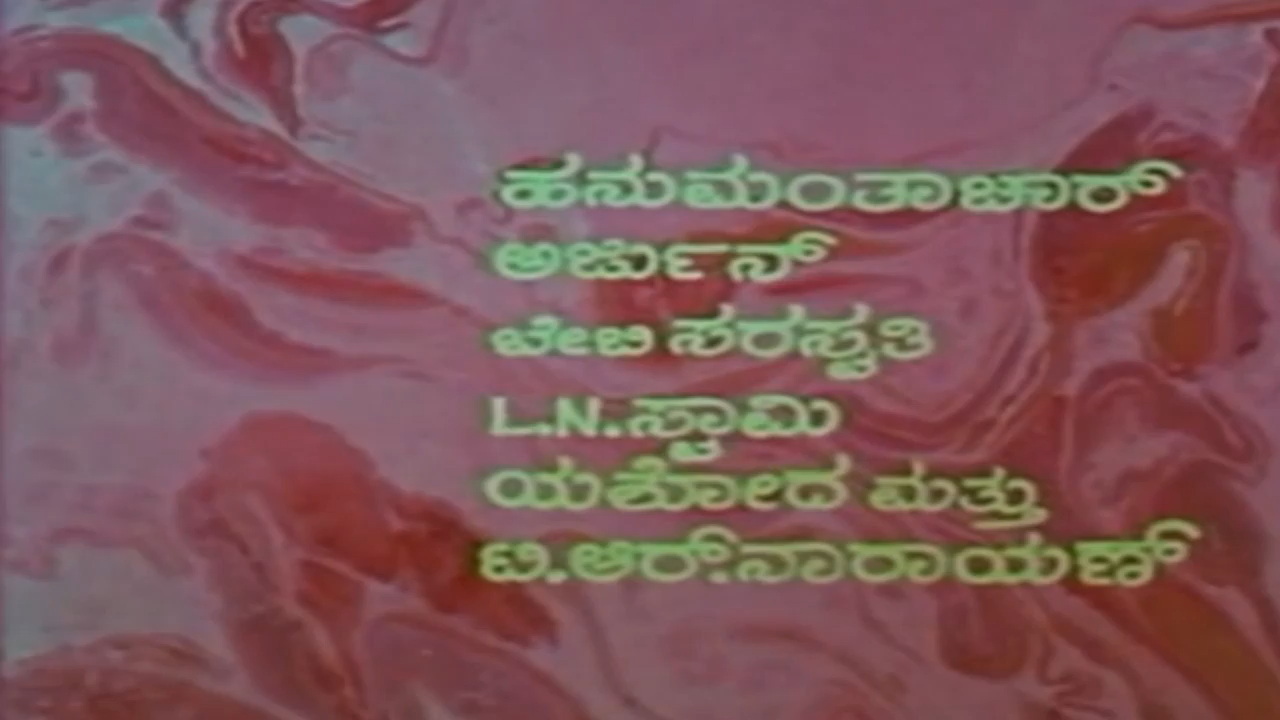 ಹನುಮಂತಾಚಾರ್
ಅರ್ಜುನ್
ಬೇಬಿ ಸರಸ್ವತಿ
L.N.ಸ್ವಾಮಿ
ಯಶೋದ ಮತ್ತು
ಟಿ.ಆರ್.ನಾರಾಯಣ್